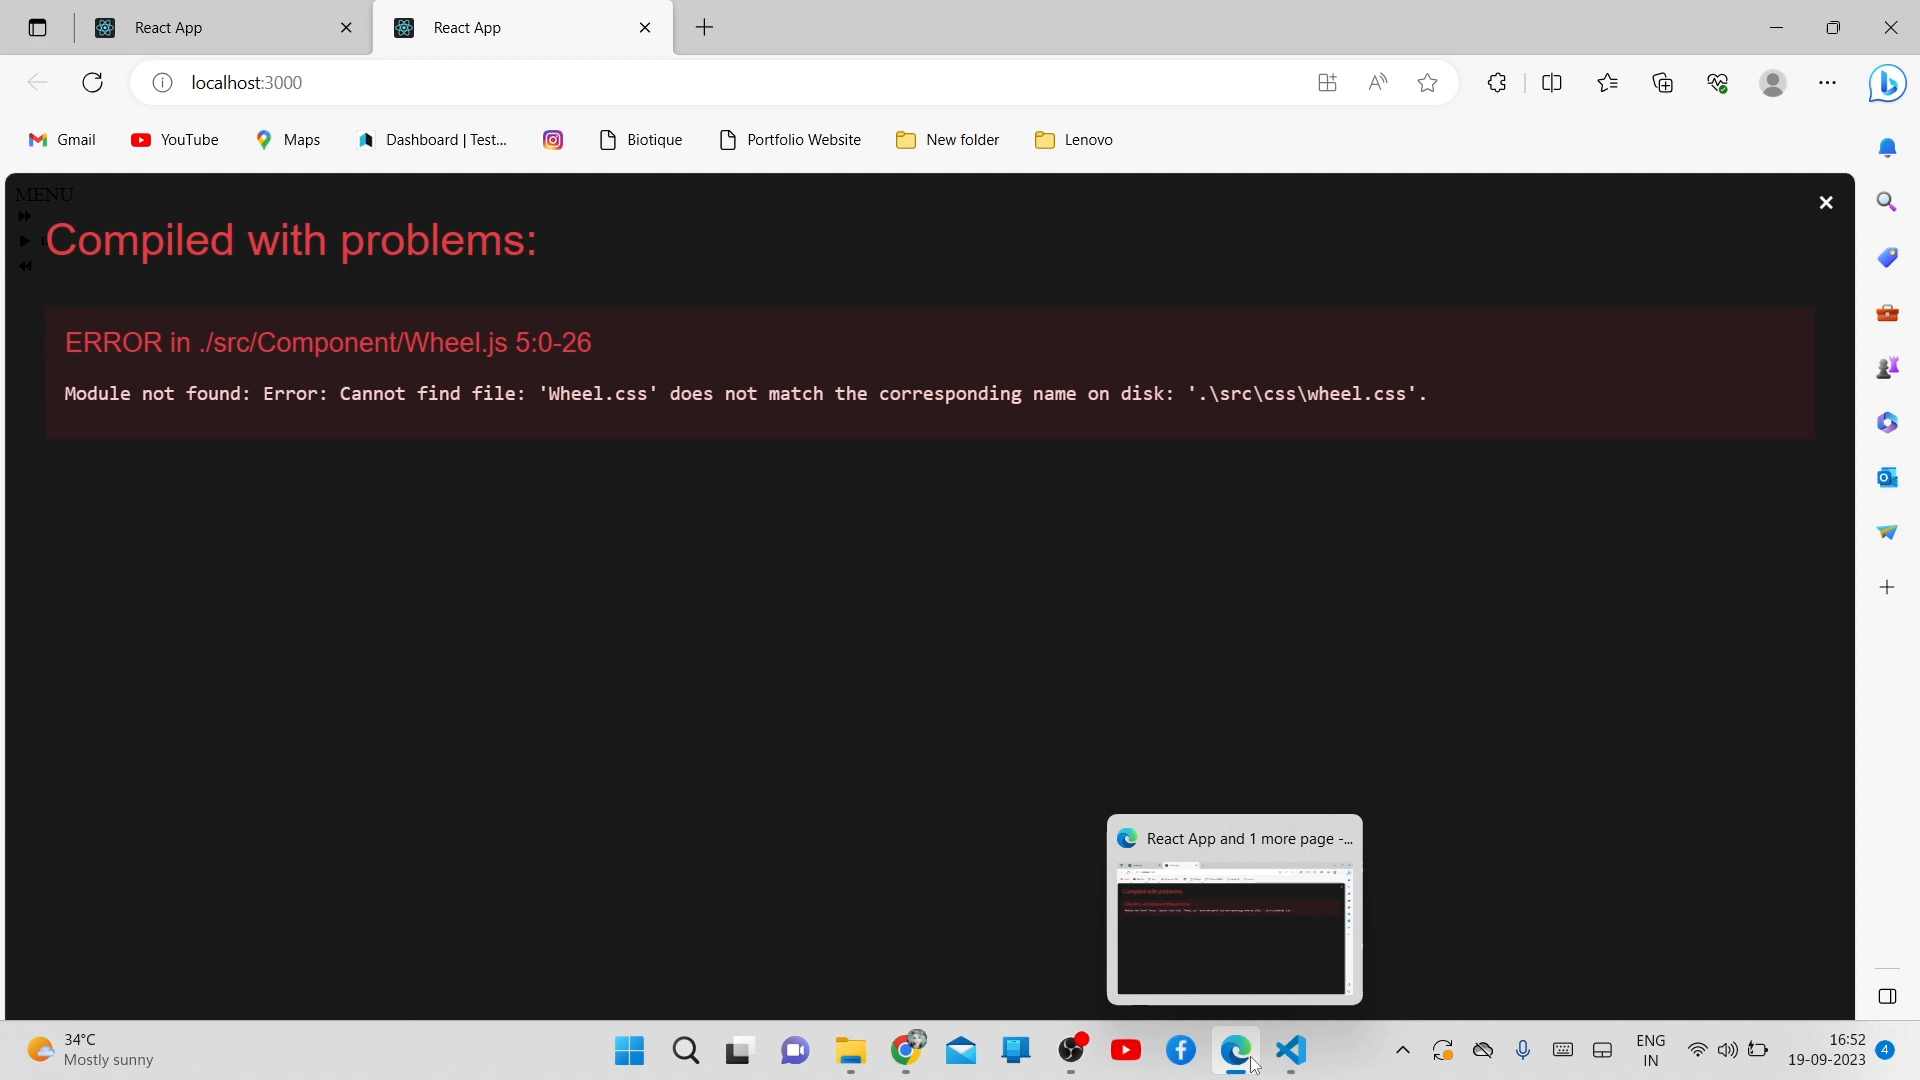 React App
React App
localhost:3000
Gmail
YouTube
Maps
Dashboard | Test...
Biotique
Portfolio Website
New folder
Lenovo
MENU
Compiled with problems:
ERROR in ./src/Component/Wheel.js 5:0-26
Module not found: Error: Cannot find file: 'Wheel.css' does not match the corresponding name on disk: '.\src\css\wheel.css'.
React App and 1 more page -...
34°C
Mostly sunny
ENG
IN
16:52
19-09-2023
4